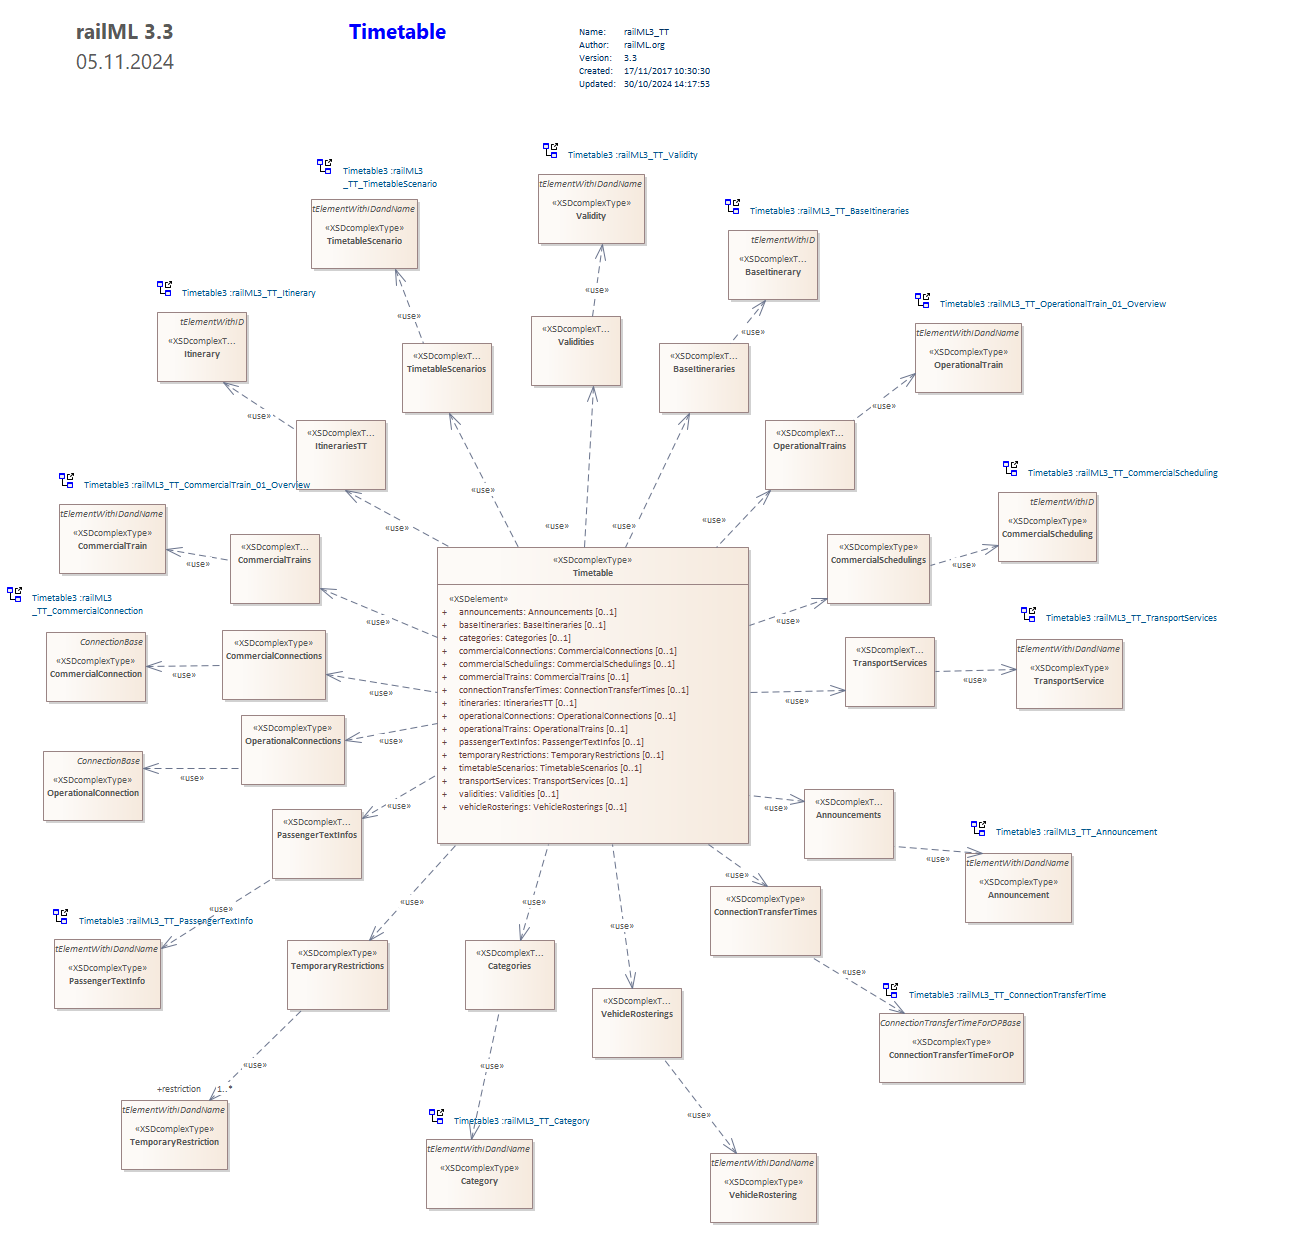 railML 3.3
05.11.2024
Timetable
Name: railML3_TT
Author: railML.org
Version: 3.3
Created: 17/11/2017 10:30:30
Updated: 30/10/2024 14:17:53
Timetable3 :railML3_TT_Validity
tElementWithIDandName
«XSDcomplexType»
Validity
Timetable3 :railML3
_TT_TimetableScenario
tElementWithIDandName
«XSDcomplexType»
TimetableScenario
Timetable3 :railML3_TT_BaseItineraries
tElementWithID
«XSDcomplexT...
BaseItinerary
Timetable3 :railML3_TT_Itinerary
tElementWithID
«XSDcomplexT...
Itinerary
Timetable3 :railML3_TT_OperationalTrain_01_Overview
tElementWithIDandName
«XSDcomplexType»
OperationalTrain
«use»
«use»
«use»
«use»
«use»
«XSDcomplexT...
Validities
«XSDcomplexT...
TimetableScenarios
«XSDcomplexT...
BaseItineraries
«XSDcomplexT...
ItinerariesTT
«XSDcomplexT...
OperationalTrains
Timetable3 :railML3_TT_CommercialTrain_01_Overview
tElementWithIDandName
«XSDcomplexType»
CommercialTrain
Timetable3 :railML3_TT_CommercialScheduling
tElementWithID
«XSDcomplexType»
CommercialScheduling
«use»
«use»
«use»
«use»
«use»
«XSDcomplexT...
CommercialTrains
«use»
«XSDcomplexType»
CommercialSchedulings
«use»
«XSDcomplexType»
Timetable
«XSDelement»
+ announcements: Announcements [0..1]
+ baseItineraries: BaseItineraries [0..1]
+ categories: Categories [0..1]
+ commercialConnections: CommercialConnections [0..1]
+ commercialSchedulings: CommercialSchedulings [0..1]
+ commercialTrains: CommercialTrains [0..1]
+ connectionTransferTimes: ConnectionTransferTimes [0..1]
+ itineraries: ItinerariesTT [0..1]
+ operationalConnections: OperationalConnections [0..1]
+ operationalTrains: OperationalTrains [0..1]
+ passengerTextInfos: PassengerTextInfos [0..1]
+ temporaryRestrictions: TemporaryRestrictions [0..1]
+ timetableScenarios: TimetableScenarios [0..1]
+ transportServices: TransportServices [0..1]
+ validities: Validities [0..1]
+ vehicleRosterings: VehicleRosterings [0..1]
Timetable3 :railML3
_TT_CommercialConnection
ConnectionBase
«XSDcomplexType»
CommercialConnection
«use»
«XSDcomplexType»
CommercialConnections
«use»
«use»
«use»
«use»
«XSDcomplexT...
TransportServices
«use»
Timetable3 :railML3_TT_TransportServices
tElementWithIDandName
«XSDcomplexType»
TransportService
«XSDcomplexType»
OperationalConnections
«use»
ConnectionBase
«XSDcomplexType»
OperationalConnection
«use»
«use»
«use»
«XSDcomplexT...
PassengerTextInfos
«XSDcomplexT...
Announcements
«use»
Timetable3 :railML3_TT_Announcement
tElementWithIDandName
«XSDcomplexType»
Announcement
«use»
«use»
«use»
«use»
«use»
Timetable3 :railML3_TT_PassengerTextInfo
tElementWithIDandName
«XSDcomplexType»
PassengerTextInfo
«XSDcomplexType»
ConnectionTransferTimes
«use»
Timetable3 :railML3_TT_ConnectionTransferTime
ConnectionTransferTimeForOPBase
«XSDcomplexType»
ConnectionTransferTimeForOP
«XSDcomplexType»
TemporaryRestrictions
«XSDcomplexT...
Categories
«XSDcomplexT...
VehicleRosterings
«use»
«use»
«use»
+restriction 1..*
tElementWithIDandName
«XSDcomplexType»
TemporaryRestriction
Timetable3 :railML3_TT_Category
tElementWithIDandName
«XSDcomplexType»
Category
tElementWithIDandName
«XSDcomplexType»
VehicleRostering